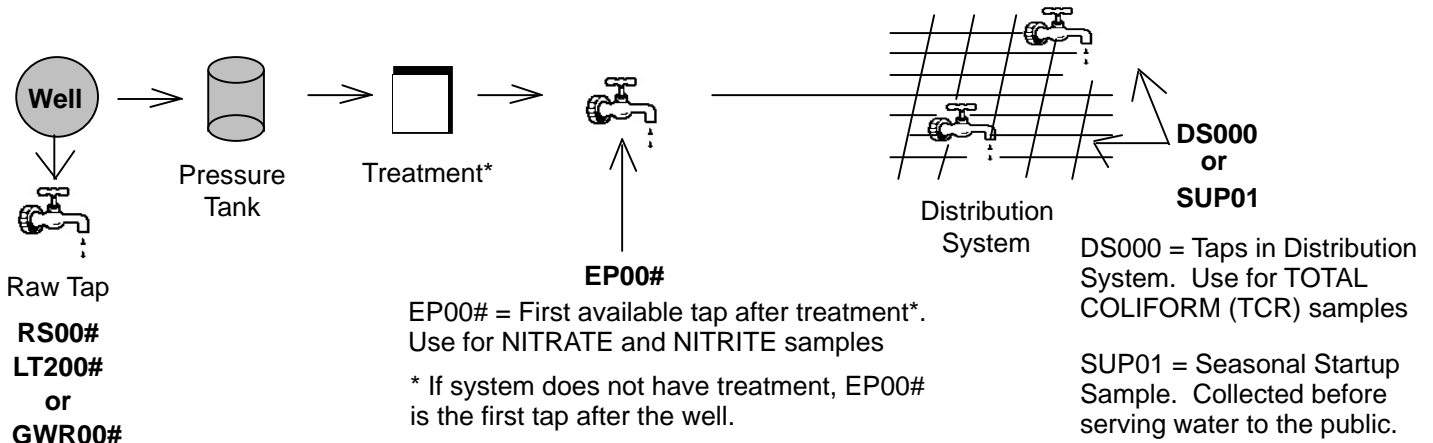 Well
Pressure
Tank
Treatment*
Raw Tap
RS00#
LT200#
or
GWR00#
EP00#
EP00# = First available tap after treatment*.
Use for NITRATE and NITRITE samples
* If system does not have treatment, EP00#
is the first tap after the well.
Distribution
System
DS000
or
SUP01
DS000 = Taps in Distribution
System. Use for TOTAL
COLIFORM (TCR) samples
SUP01 = Seasonal Startup
Sample. Collected before
serving water to the public.